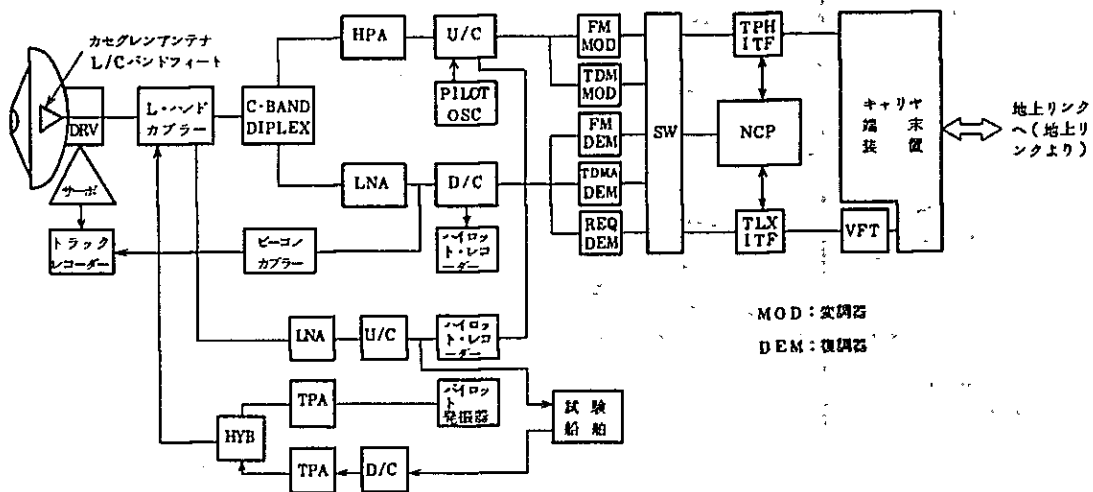 カセグレンアンテナ
L/Cバンドフィート
DRV
サーボ
トラック
レコーダー
L・ハンド
カプラー
C-BAND
DIPLEX
HPA
U/C
PILOT
OSC
LNA
D/C
ビーコン
カプラー
ハイロッ
ト・レコ
ーダー
FM
MOD
TDM
MOD
FM
DEM
TDMA
DEM
REQ
DEM
SW
TPH
ITF
NCP
TLX
ITF
VFT
キャリヤ
端末
装置
地上リンク
へ(地上リ
ンクより)
MOD:変調器
DEM:復調器
LNA
U/C
ハイロッ
ト・レコ
ーダー
TPA
パイロッ
ト
発振器
HYB
TPA
D/C
試験
船舶